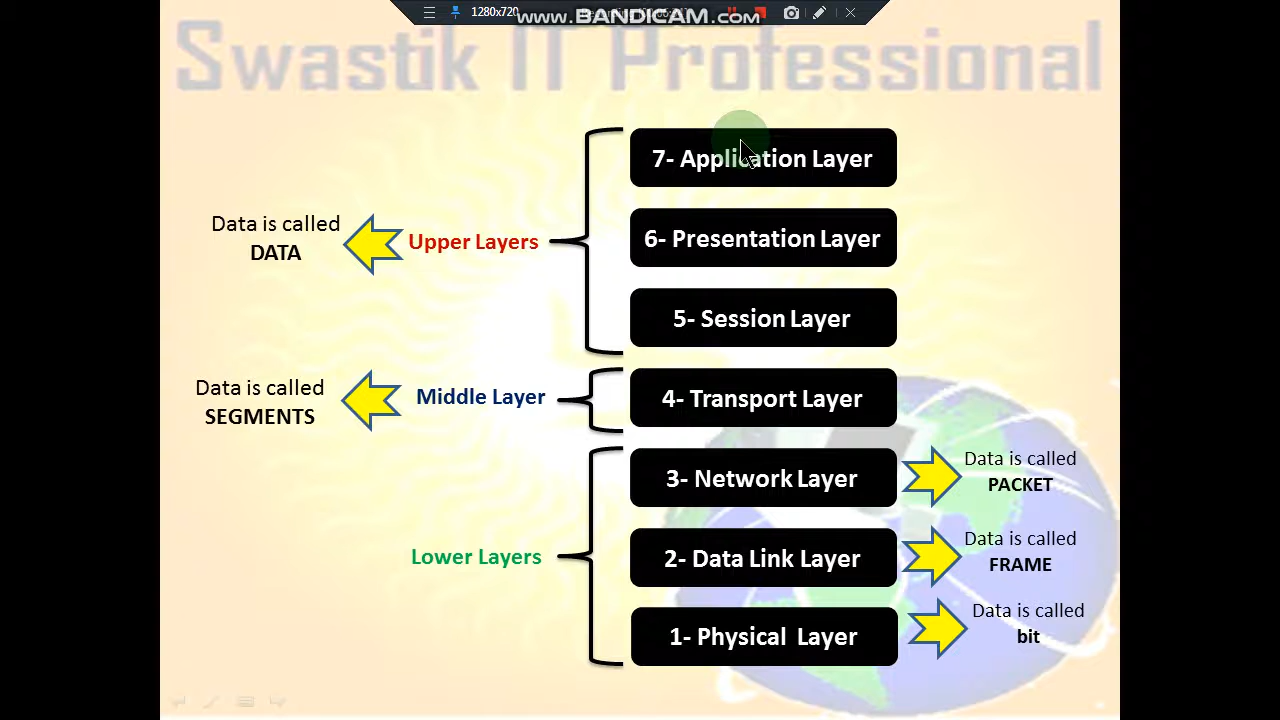 1280x720
www.BANDICAM.com
Swastik IT Professional
7- Application Layer
6- Presentation Layer
5- Session Layer
4- Transport Layer
3- Network Layer
2- Data Link Layer
1- Physical Layer
Upper Layers
Data is called
DATA
Middle Layer
Data is called
SEGMENTS
Lower Layers
Data is called
PACKET
Data is called
FRAME
Data is called
bit